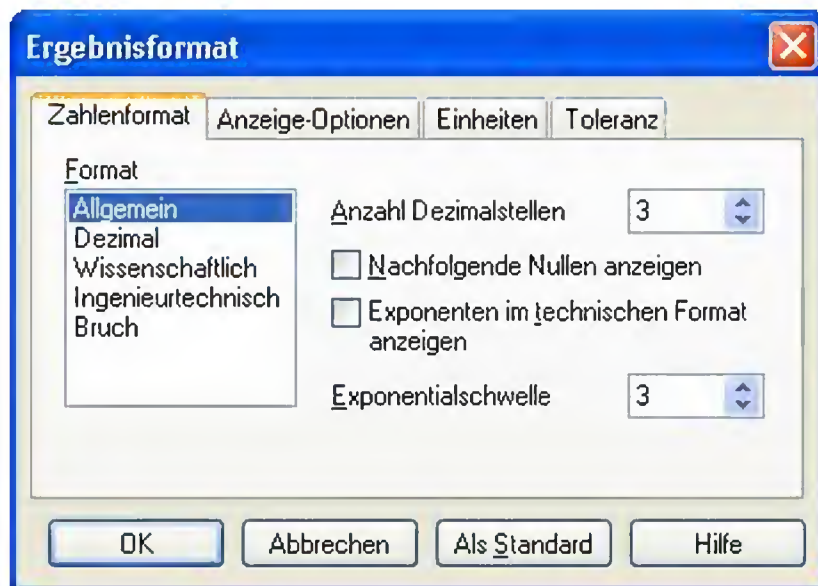 Ergebnisformat
Zahlenformat Anzeige-Optionen Einheiten Toleranz
Format
Allgemein
Dezimal
Wissenschaftlich
Ingenieurtechnisch
Bruch
Anzahl Dezimalstellen 3
Nachfolgende Nullen anzeigen
Exponenten im technischen Format
anzeigen
Exponentialschwelle 3
OK Abbrechen Als Standard Hilfe